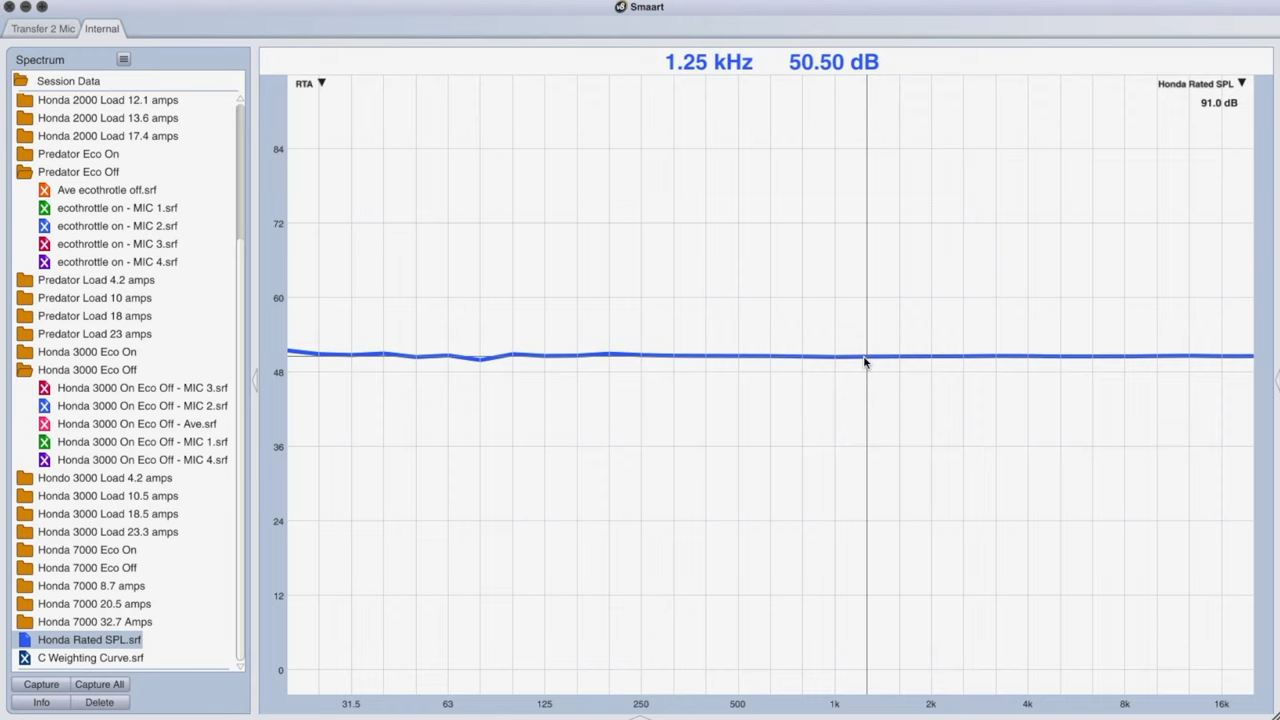 Smaart
Transfer 2 Mic
Internal
Spectrum
Session Data
Honda 2000 Load 12.1 amps
Honda 2000 Load 13.6 amps
Honda 2000 Load 17.4 amps
Predator Eco On
Predator Eco Off
Ave ecothrotle off.srf
ecothrottle on - MIC 1.srf
ecothrottle on - MIC 2.srf
ecothrottle on - MIC 3.srf
ecothrottle on - MIC 4.srf
Predator Load 4.2 amps
Predator Load 10 amps
Predator Load 18 amps
Predator Load 23 amps
Honda 3000 Eco On
Honda 3000 Eco Off
Honda 3000 On Eco Off - MIC 3.srf
Honda 3000 On Eco Off - MIC 2.srf
Honda 3000 On Eco Off - Ave.srf
Honda 3000 On Eco Off - MIC 1.srf
Honda 3000 On Eco Off - MIC 4.srf
Hondo 3000 Load 4.2 amps
Honda 3000 Load 10.5 amps
Honda 3000 Load 18.5 amps
Honda 3000 Load 23.3 amps
Honda 7000 Eco On
Honda 7000 Eco Off
Honda 7000 8.7 amps
Honda 7000 20.5 amps
Honda 7000 32.7 Amps
Honda Rated SPL.srf
C Weighting Curve.srf
Capture
Capture All
Info
Delete
1.25 kHz 50.50 dB
RTA
Honda Rated SPL
91.0 dB
84
72
60
48
36
24
12
0
31.5 63 125 250 500 1k 2k 4k 8k 16k